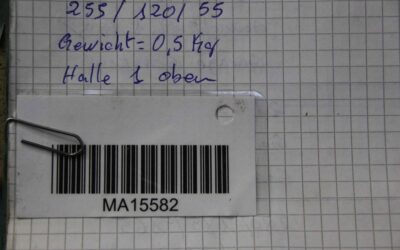 255/120/55
Gewicht = 0,5 Kg
Halle 1 oben
MA15582